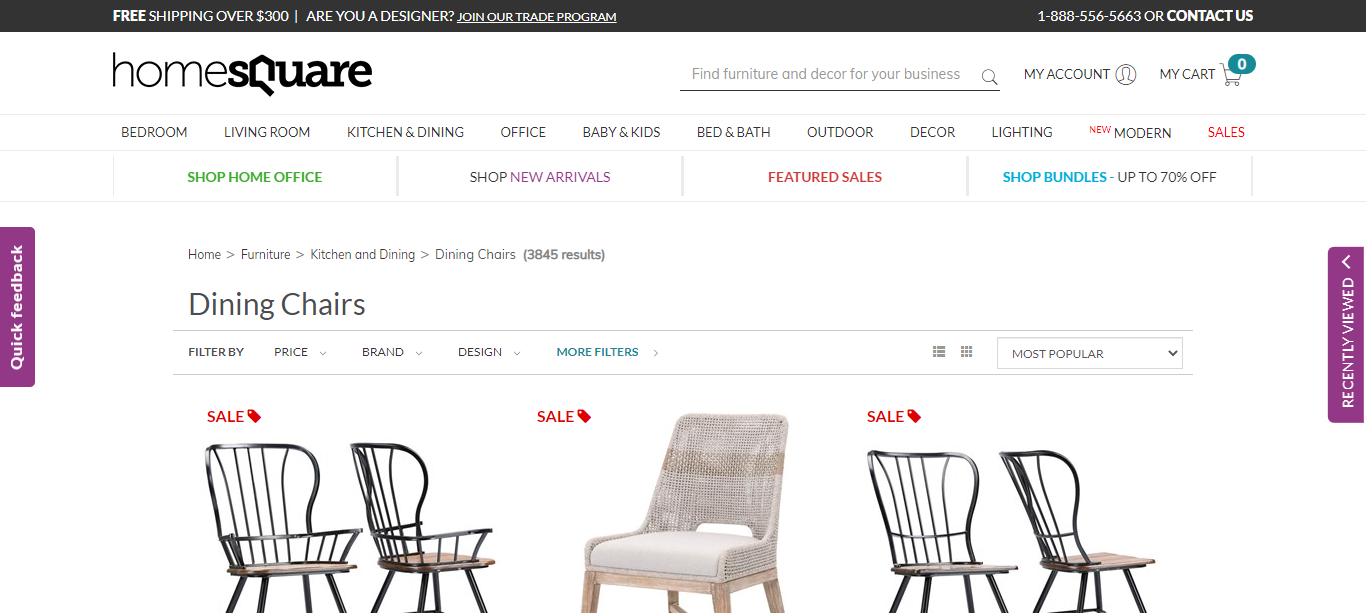 FREE SHIPPING OVER $300 | ARE YOU A DESIGNER? JOIN OUR TRADE PROGRAM
1-888-556-5663 OR CONTACT US
homesquare
Find furniture and decor for your business
MY ACCOUNT
MY CART
0
BEDROOM LIVING ROOM KITCHEN & DINING OFFICE BABY & KIDS BED & BATH OUTDOOR DECOR LIGHTING NEW MODERN SALES
SHOP HOME OFFICE
SHOP NEW ARRIVALS
FEATURED SALES
SHOP BUNDLES - UP TO 70% OFF
Quick feedback
Home > Furniture > Kitchen and Dining > Dining Chairs (3845 results)
RECENTLY VIEWED
Dining Chairs
FILTER BY PRICE BRAND DESIGN MORE FILTERS
MOST POPULAR
SALE
SALE
SALE